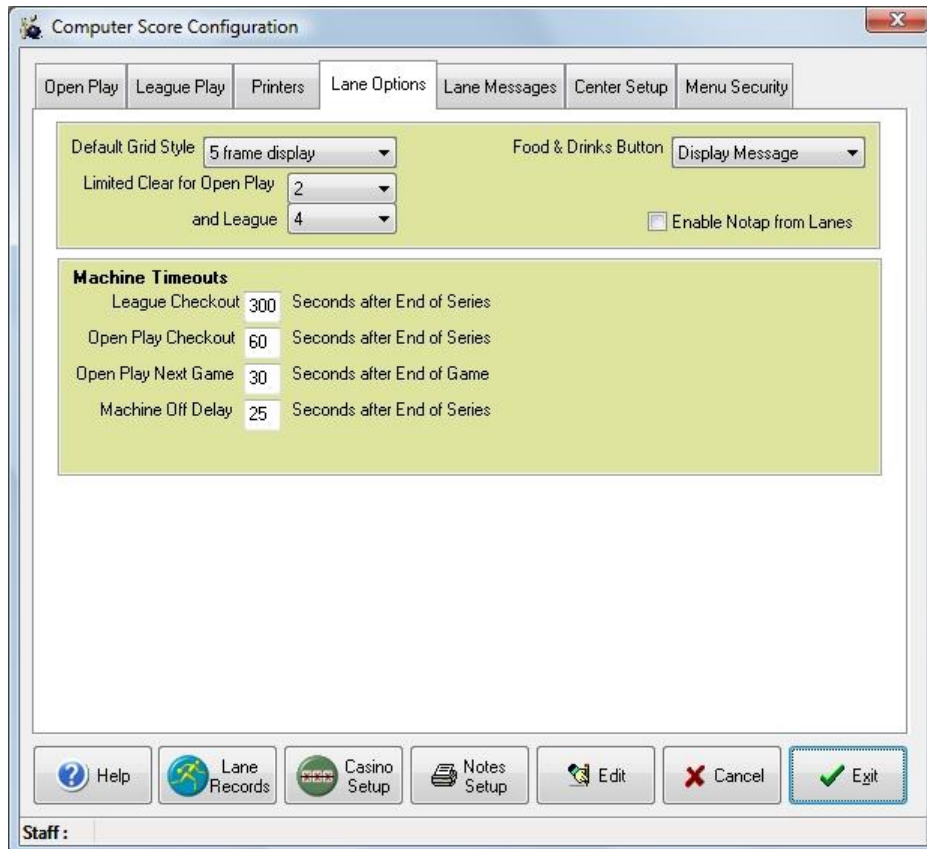 Computer Score Configuration
Open Play League Play Printers Lane Options Lane Messages Center Setup Menu Security
Default Grid Style 5 frame display Food & Drinks Button Display Message
Limited Clear for Open Play 2
and League 4 Enable Notap from Lanes
Machine Timeouts
League Checkout 300 Seconds after End of Series
Open Play Checkout 60 Seconds after End of Series
Open Play Next Game 30 Seconds after End of Game
Machine Off Delay 25 Seconds after End of Series
Help Lane Records Casino Setup Notes Setup Edit Cancel Exit
Staff :